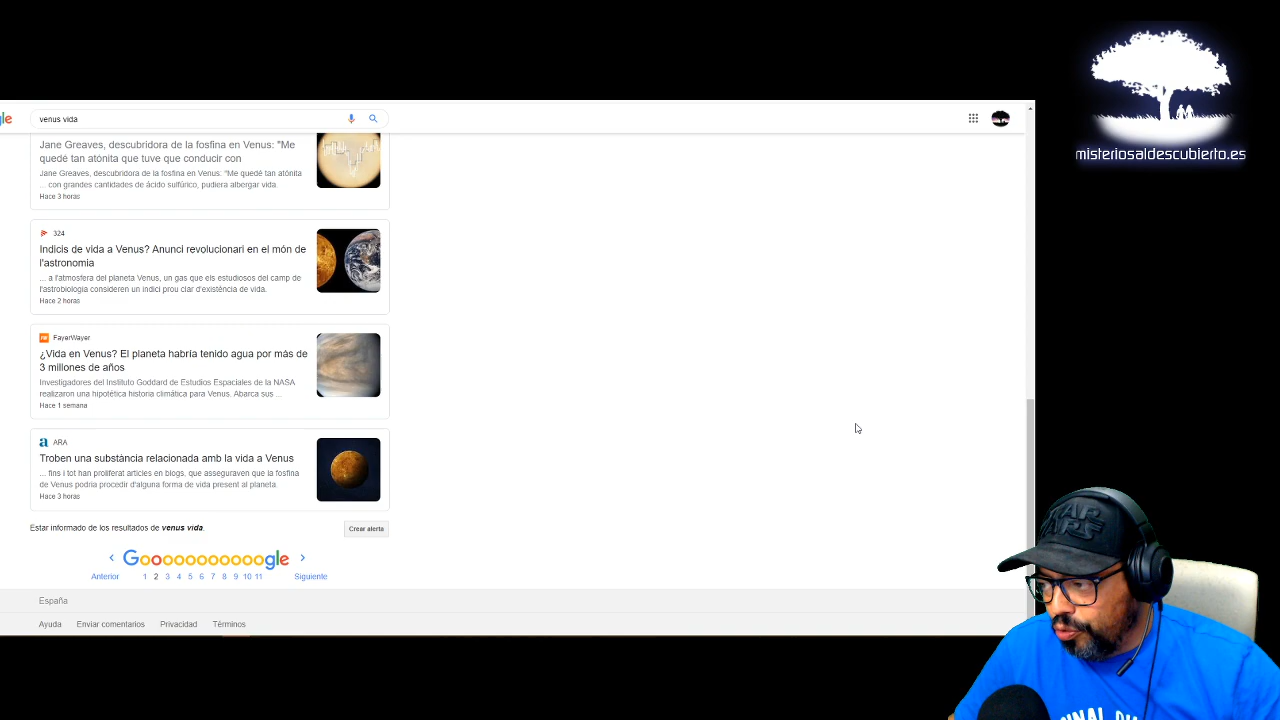 gle
venus vida
Jane Greaves, descubridora de la fosfina en Venus: "Me
quedé tan atónita que tuve que conducir con
Jane Greaves, descubridora de la fosfina en Venus: "Me quedé tan atónita
... con grandes cantidades de ácido sulfúrico, pudiera albergar vida.
Hace 3 horas
324
Indicis de vida a Venus? Anunci revolucionari en el món de
l'astronomia
... a l'atmosfera del planeta Venus, un gas que els estudiosos del camp de
l'astrobiologia consideren un indici prou clar d'existència de vida.
Hace 2 horas
FW FayerWayer
¿Vida en Venus? El planeta habría tenido agua por más de
3 millones de años
Investigadores del Instituto Goddard de Estudios Espaciales de la NASA
realizaron una hipotética historia climática para Venus. Abarca sus ...
Hace 1 semana
a ARA
Troben una substància relacionada amb la vida a Venus
... fins i tot han proliferat articles en blogs, que asseguraven que la fosfina
de Venus podria procedir d'alguna forma de vida present al planeta.
Hace 3 horas
Estar informado de los resultados de venus vida.
Crear alerta
< Goooooooooogle >
Anterior 1 2 3 4 5 6 7 8 9 10 11 Siguiente
España
Ayuda Enviar comentarios Privacidad Términos
misteriosaldescubierto.es
STAR
WARS